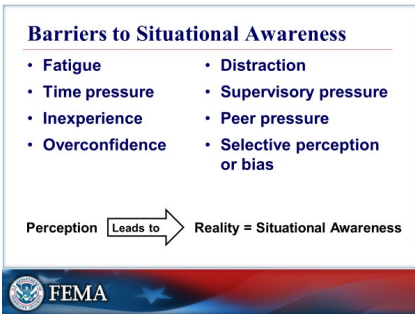 Barriers to Situational Awareness
• Fatigue
• Time pressure
• Inexperience
• Overconfidence
• Distraction
• Supervisory pressure
• Peer pressure
• Selective perception
or bias
Perception Leads to Reality = Situational Awareness
FEMA